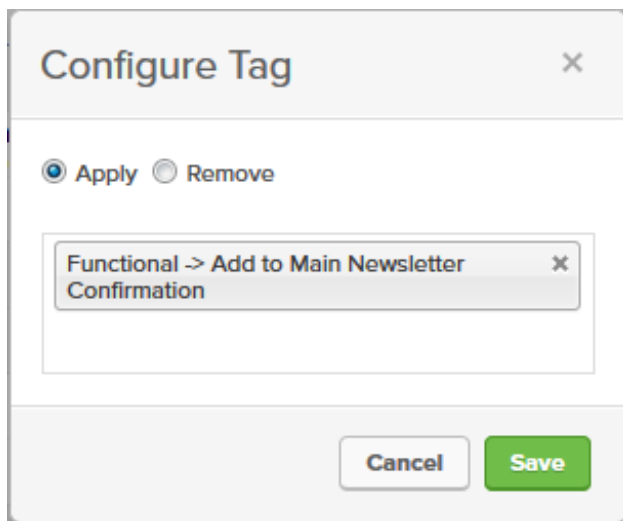 Configure Tag
Apply Remove
Functional -> Add to Main Newsletter
Confirmation
Cancel Save